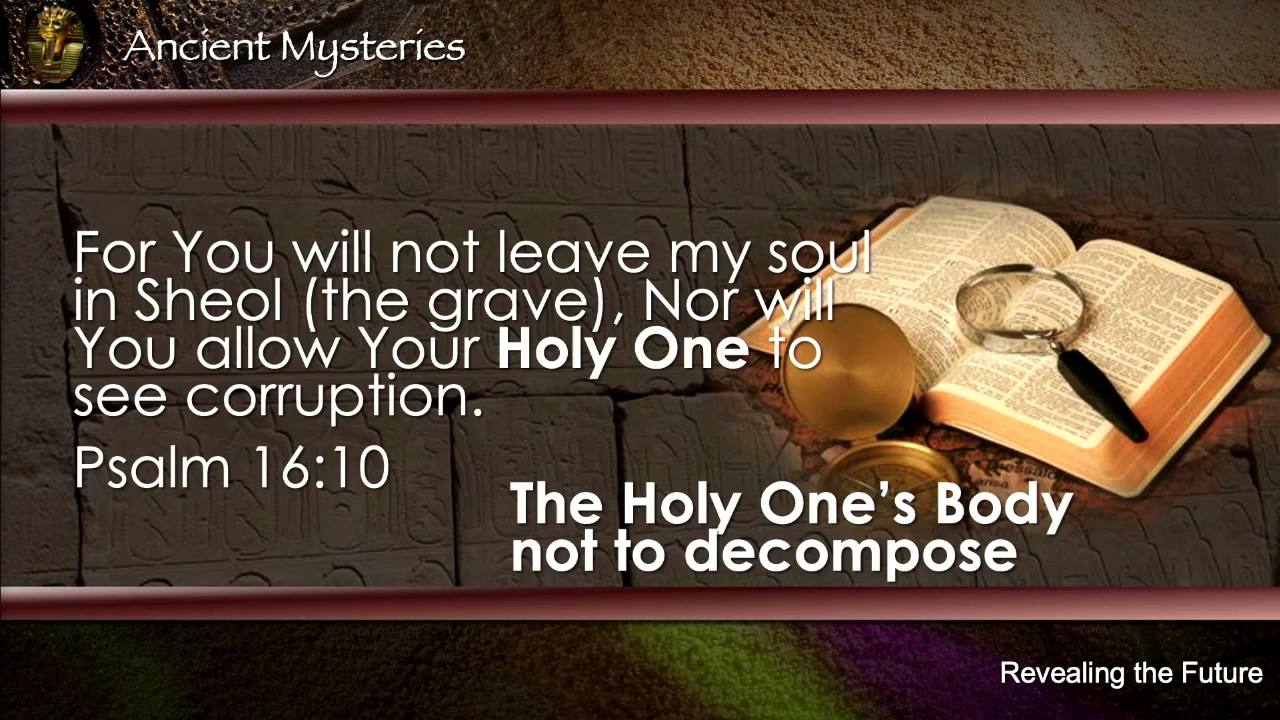 Ancient Mysteries
For You will not leave my soul
in Sheol (the grave), Nor will
You allow Your Holy One to
see corruption.
Psalm 16:10
The Holy One’s Body
not to decompose
Revealing the Future